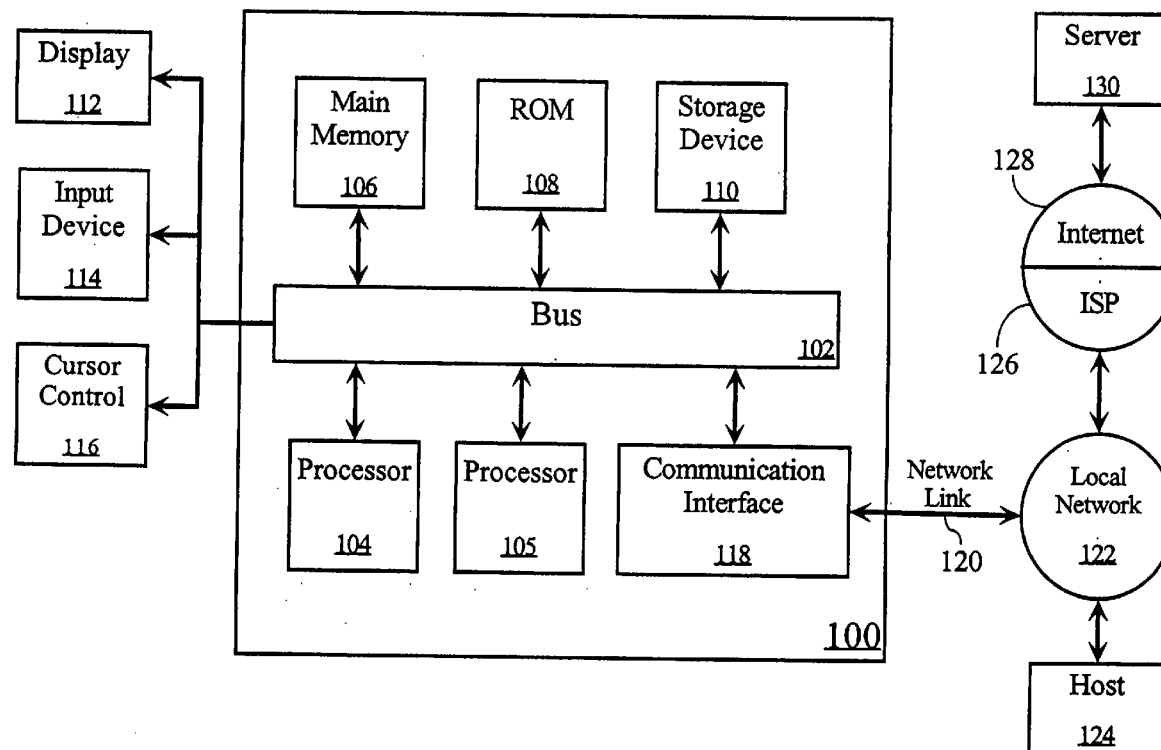 Display
112
Input
Device
114
Cursor
Control
116
Main
Memory
106
ROM
108
Storage
Device
110
Bus
102
Processor
104
Processor
105
Communication
Interface
118
100
Network
Link
120
Server
130
128
Internet
ISP
126
Local
Network
122
Host
124